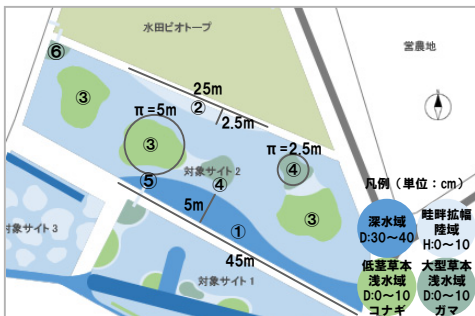 水田ビオトープ
営農地
⑥
25m
③
②
π=5m
2.5m
③
π=2.5m
④
対象サイト2
⑤
④
凡例（単位：cm）
5m
③
対象サイト3
①
深水域
D:30～40
畦畔拡幅
陸域
H:0～10
45m
対象サイト1
低茎草本
浅水域
D:0～10
コナギ
大型草本
浅水域
D:0～10
ガマ